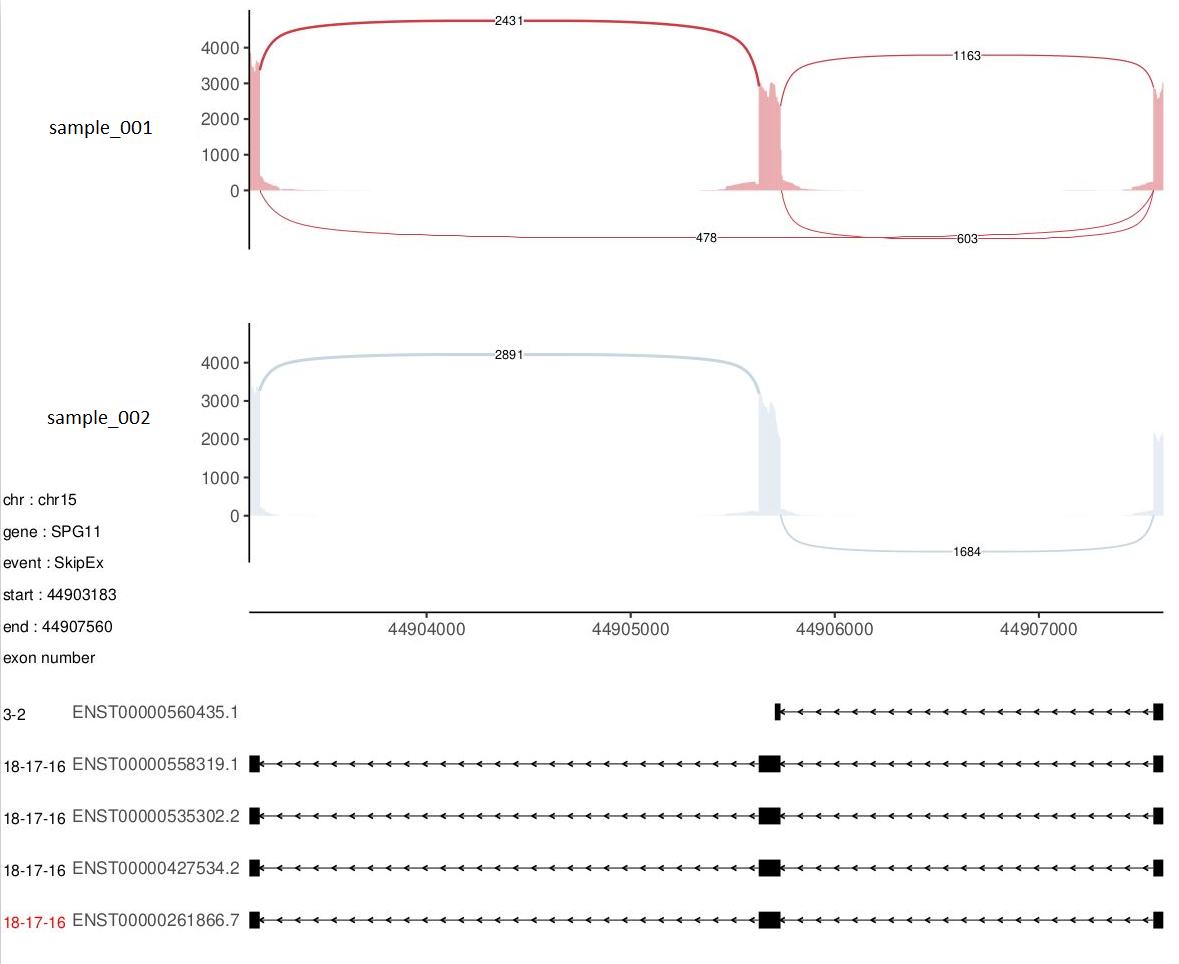 2431
4000
1163
3000
sample_001
2000
1000
0
478
603
2891
4000
3000
sample_002
2000
1000
0
1684
chr : chr15
gene : SPG11
event : SkipEx
start : 44903183
end : 44907560
exon number
44904000 44905000 44906000 44907000
3-2 ENST00000560435.1
18-17-16 ENST00000558319.1
18-17-16 ENST00000535302.2
18-17-16 ENST00000427534.2
18-17-16 ENST00000261866.7